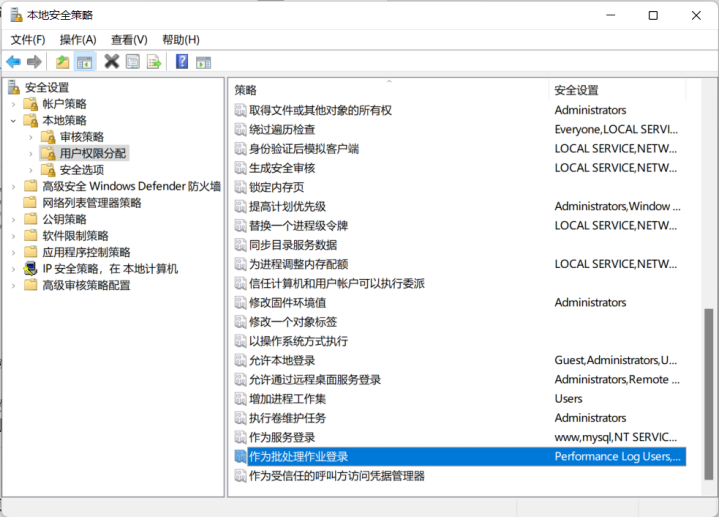 本地安全策略
文件(F) 操作(A) 查看(V) 帮助(H)
安全设置
帐户策略
本地策略
审核策略
用户权限分配
安全选项
高级安全 Windows Defender 防火墙
网络列表管理器策略
公钥策略
软件限制策略
应用程序控制策略
IP 安全策略，在 本地计算机
高级审核策略配置
策略 安全设置
取得文件或其他对象的所有权 Administrators
绕过遍历检查 Everyone,LOCAL SERVI...
身份验证后模拟客户端 LOCAL SERVICE,NETW...
生成安全审核 LOCAL SERVICE,NETW...
锁定内存页
提高计划优先级 Administrators,Window ...
替换一个进程级令牌 LOCAL SERVICE,NETW...
同步目录服务数据
为进程调整内存配额 LOCAL SERVICE,NETW...
信任计算机和用户帐户可以执行委派
修改固件环境值 Administrators
修改一个对象标签
以操作系统方式执行
允许本地登录 Guest,Administrators,U...
允许通过远程桌面服务登录 Administrators,Remote ...
增加进程工作集 Users
执行卷维护任务 Administrators
作为服务登录 www,mysql,NT SERVIC...
作为批处理作业登录 Performance Log Users,...
作为受信任的呼叫方访问凭据管理器